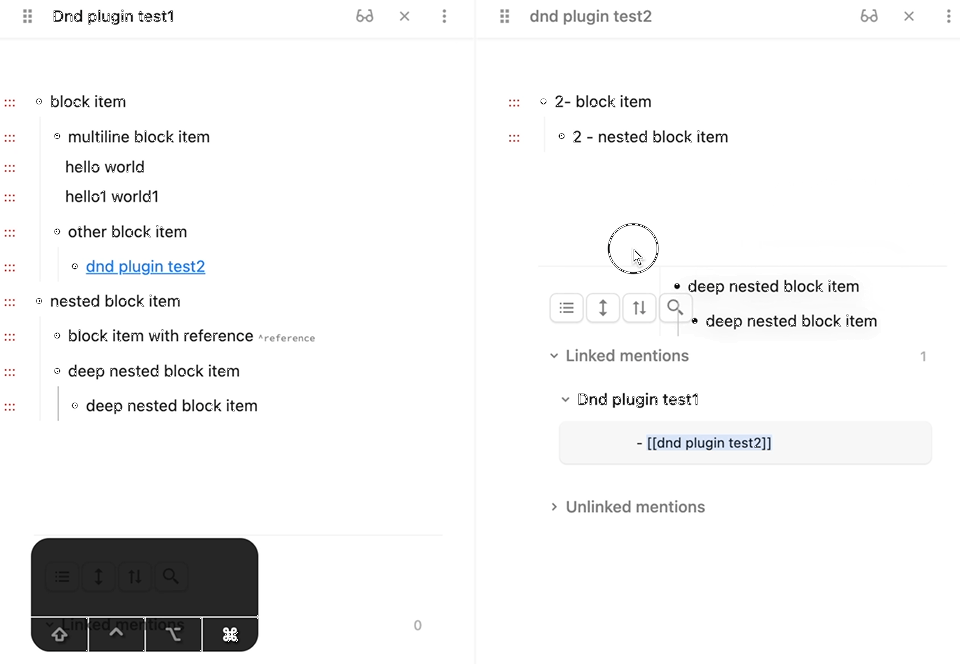 Dnd plugin test1
block item
multiline block item
hello world
hello1 world1
other block item
dnd plugin test2
nested block item
block item with reference ^reference
deep nested block item
deep nested block item
Linked mentions 0
dnd plugin test2
2- block item
2 - nested block item
deep nested block item
deep nested block item
Linked mentions 1
Dnd plugin test1
- [[dnd plugin test2]]
Unlinked mentions